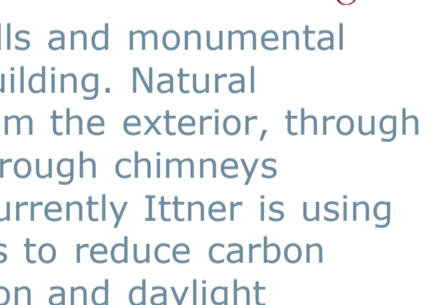 lls and monumental
uilding. Natural
m the exterior, through
rough chimneys
urrently Ittner is using
s to reduce carbon
on and daylight